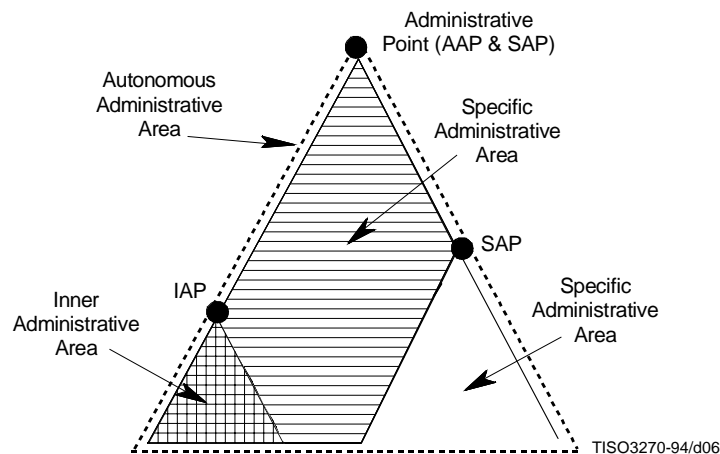 Administrative
Point (AAP & SAP)
Autonomous
Administrative
Area
Specific
Administrative
Area
SAP
IAP
Inner
Administrative
Area
Specific
Administrative
Area
TISO3270-94/d06